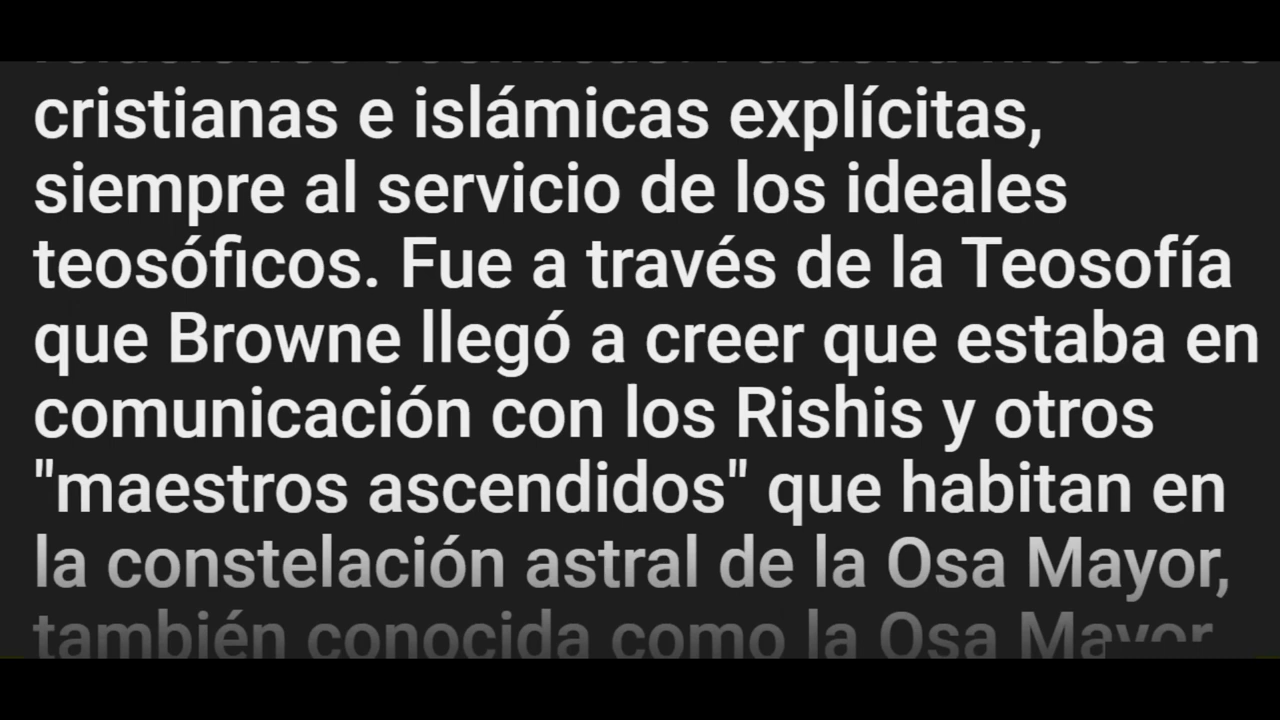 cristianas e islámicas explícitas,
siempre al servicio de los ideales
teosóficos. Fue a través de la Teosofía
que Browne llegó a creer que estaba en
comunicación con los Rishis y otros
"maestros ascendidos" que habitan en
la constelación astral de la Osa Mayor,
también conocida como la Osa Mayor